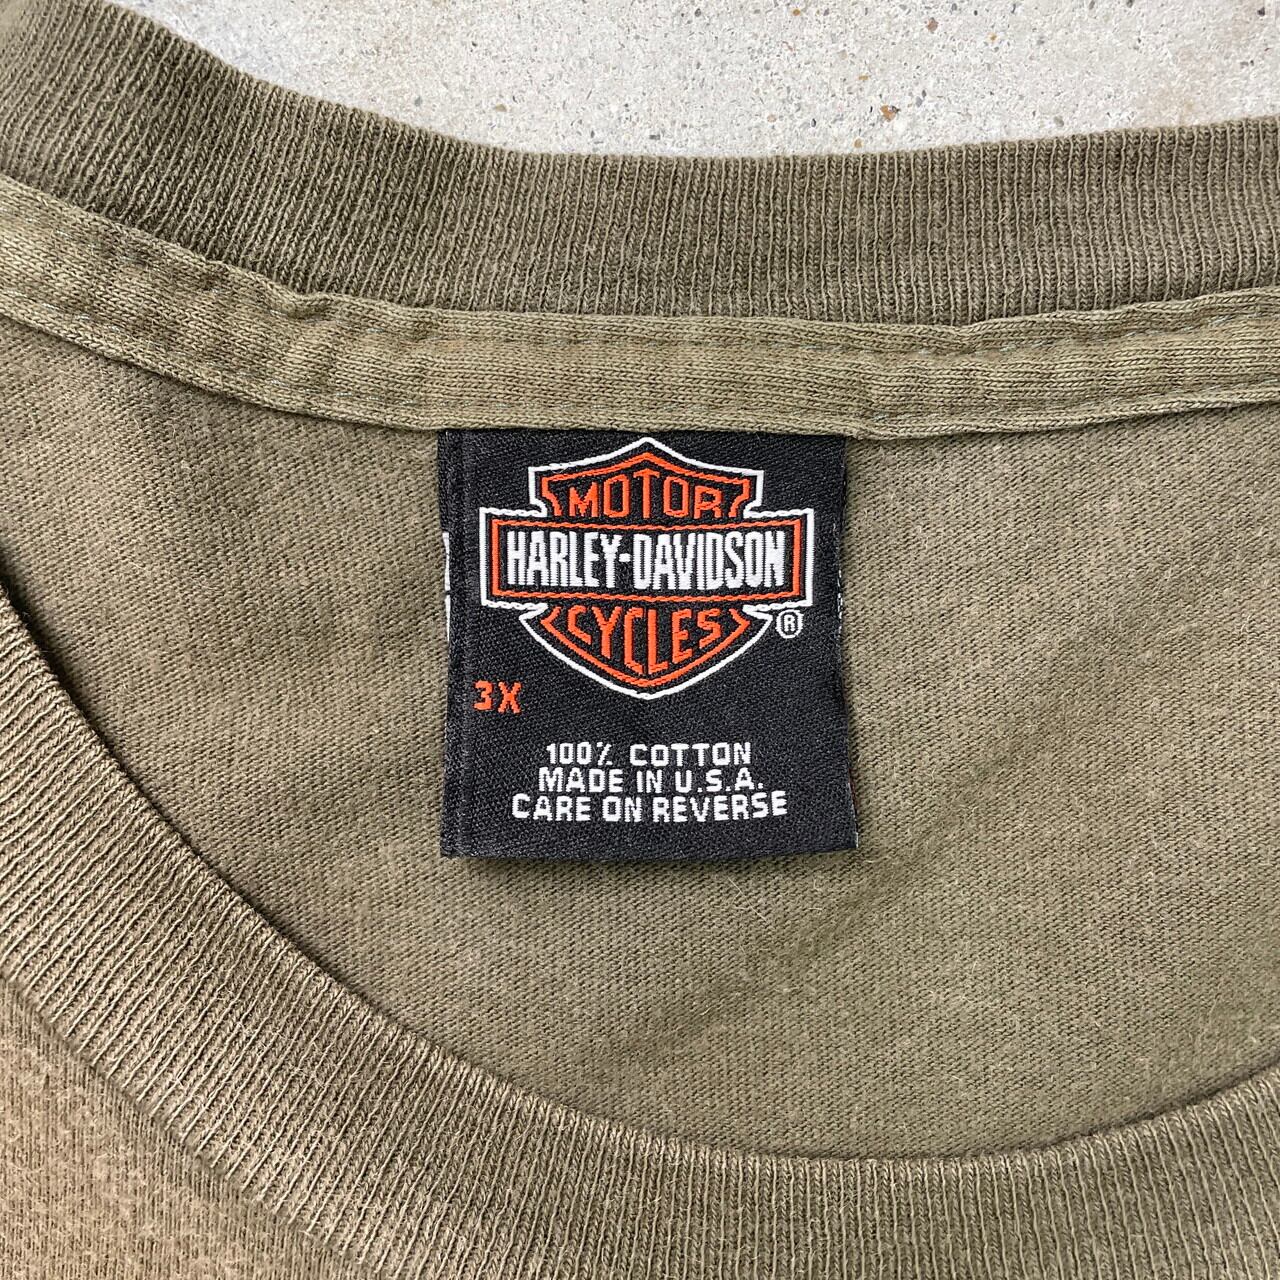 MOTOR
HARLEY-DAVIDSON
CYCLES ®
3X
100% COTTON
MADE IN U.S.A.
CARE ON REVERSE